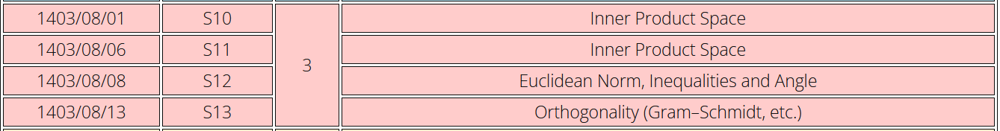 1403/08/01 S10 3 Inner Product Space
1403/08/06 S11 Inner Product Space
1403/08/08 S12 Euclidean Norm, Inequalities and Angle
1403/08/13 S13 Orthogonality (Gram–Schmidt, etc.)